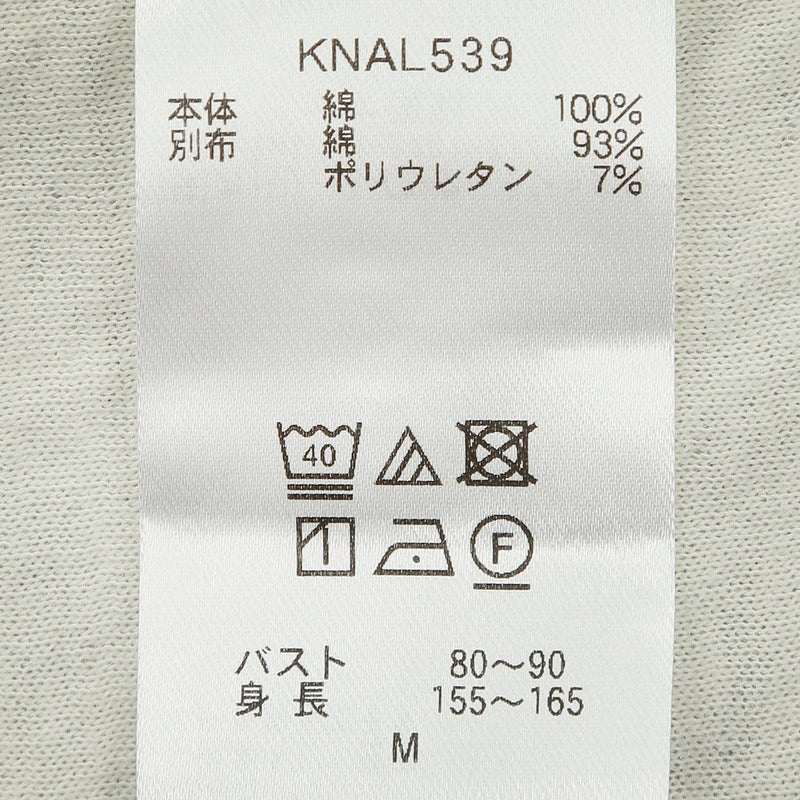 KNAL539
本体 綿 100%
別布 綿 93%
ポリウレタン 7%
40
F
バスト 80～90
身長 155～165
M